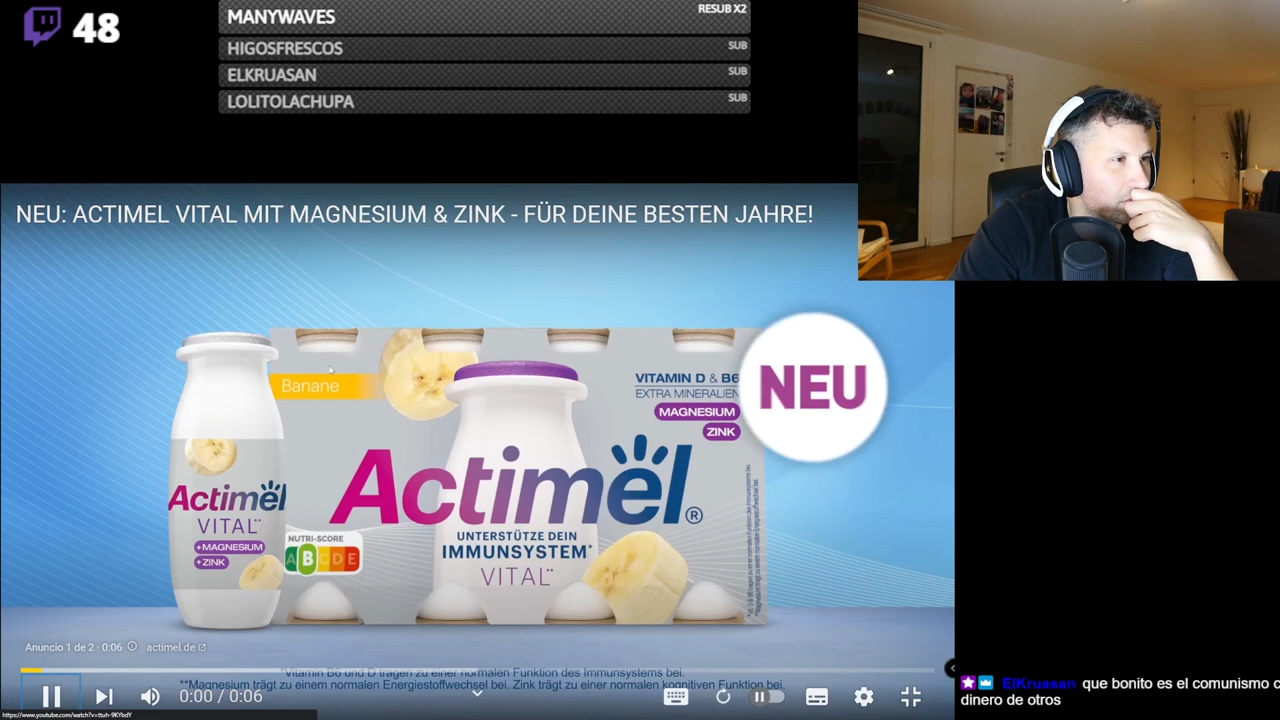 48
MANYWAVES
RESUB X2
HIGOSFRESCOS
SUB
ELKRUASAN
SUB
LOLITOLACHUPA
SUB
NEU: ACTIMEL VITAL MIT MAGNESIUM & ZINK - FÜR DEINE BESTEN JAHRE!
Banane
VITAMIN D & B6
EXTRA MINERALIEN
MAGNESIUM
ZINK
NEU
Actimel®
UNTERSTÜTZE DEIN
IMMUNSYSTEM*
VITAL**
Actimel
VITAL**
+MAGNESIUM
+ZINK
NUTRI-SCORE
ABCDE
Anuncio 1 de 2 · 0:06
actimel.de
*Vitamin B6 und D tragen zu einer normalen Funktion des Immunsystems bei.
**Magnesium trägt zu einem normalen Energiestoffwechsel bei. Zink trägt zu einer normalen kognitiven Funktion bei.
0:00 / 0:06
ElKruasan que bonito es el comunismo c
dinero de otros